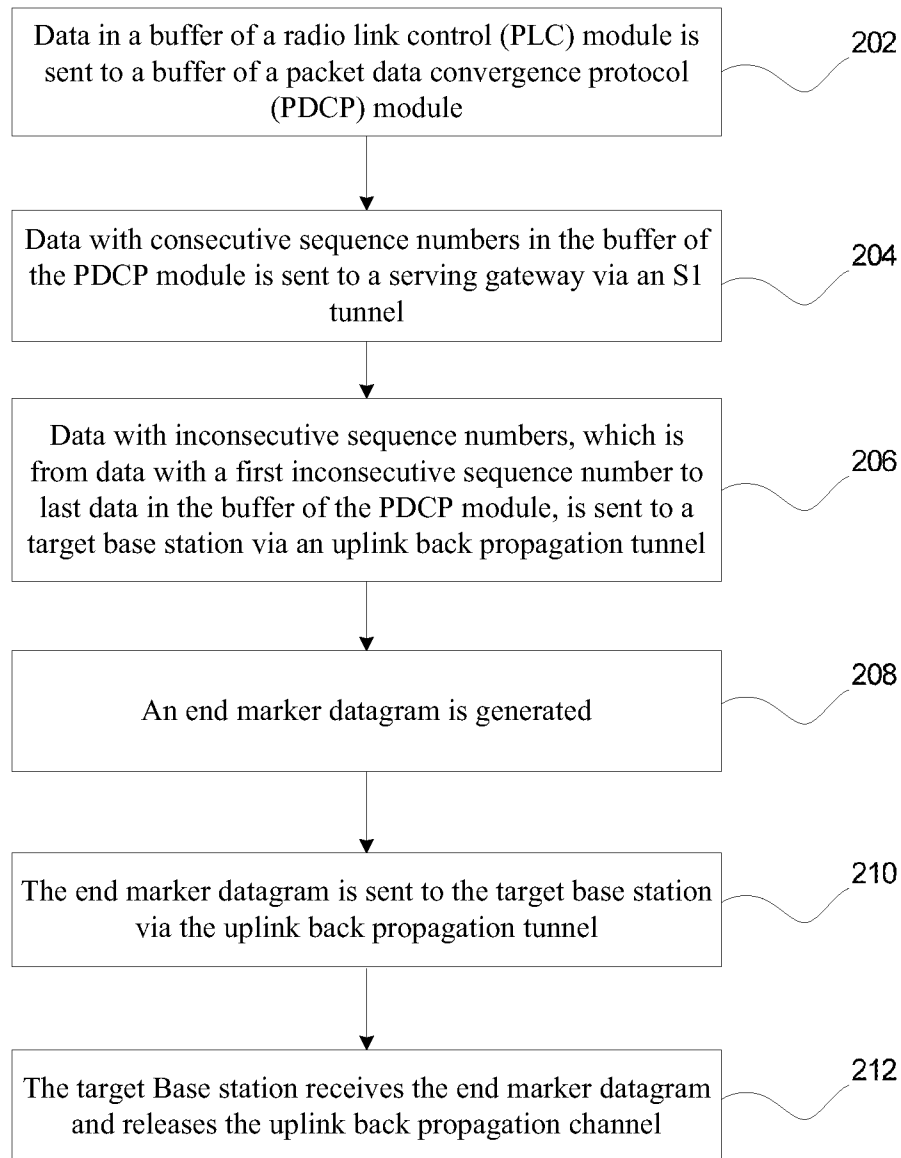 Data in a buffer of a radio link control (PLC) module is
sent to a buffer of a packet data convergence protocol
(PDCP) module
202
Data with consecutive sequence numbers in the buffer of
the PDCP module is sent to a serving gateway via an S1
tunnel
204
Data with inconsecutive sequence numbers, which is
from data with a first inconsecutive sequence number to
last data in the buffer of the PDCP module, is sent to a
target base station via an uplink back propagation tunnel
206
An end marker datagram is generated
208
The end marker datagram is sent to the target base station
via the uplink back propagation tunnel
210
The target Base station receives the end marker datagram
and releases the uplink back propagation channel
212